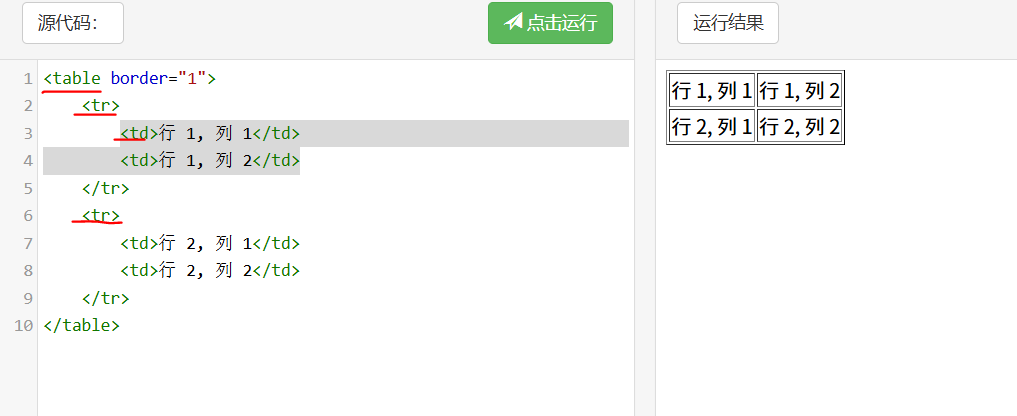 源代码：
点击运行
运行结果
1 <table border="1">
2 <tr>
3 <td>行 1, 列 1</td>
4 <td>行 1, 列 2</td>
5 </tr>
6 <tr>
7 <td>行 2, 列 1</td>
8 <td>行 2, 列 2</td>
9 </tr>
10 </table>
行 1, 列 1 行 1, 列 2
行 2, 列 1 行 2, 列 2